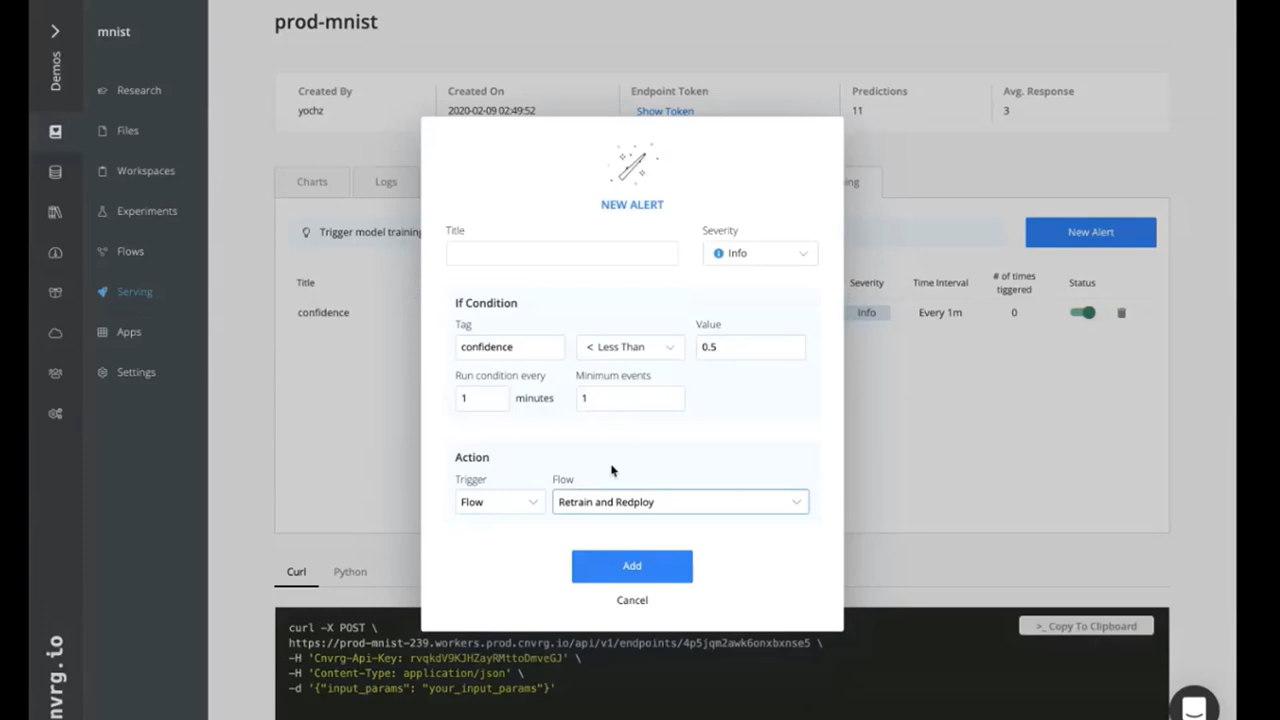 prod-mnist
mnist
Demos
Research
Files
Workspaces
Experiments
Flows
Serving
Apps
Settings
nvrg.io
Created By
yochz
Created On
2020-02-09 02:49:52
Endpoint Token
Show Token
Predictions
11
Avg. Response
3
Charts
Logs
Trigger model training
New Alert
Title
Severity
Time Interval
# of times
tiggered
Status
confidence
Info
Every 1m
0
NEW ALERT
Title
Severity
Info
If Condition
Tag
confidence
< Less Than
Value
0.5
Run condition every
1
minutes
Minimum events
1
Action
Trigger
Flow
Flow
Retrain and Redploy
Add
Cancel
Curl
Python
>_ Copy To Clipboard
curl -X POST \
https://prod-mnist-239.workers.prod.cnvrg.io/api/v1/endpoints/4p5jqm2awk6onxbxnse5 \
-H 'Cnvrg-Api-Key: rvqkdV9KJHZayRMttoDmveGJ' \
-H 'Content-Type: application/json' \
-d '{"input_params": "your_input_params"}'